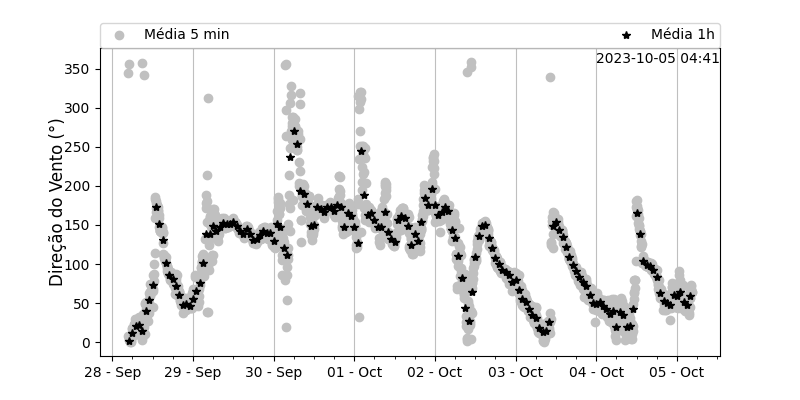 Média 5 min
Média 1h
2023-10-05 04:41
Direção do Vento (°)
350
300
250
200
150
100
50
0
28 - Sep
29 - Sep
30 - Sep
01 - Oct
02 - Oct
03 - Oct
04 - Oct
05 - Oct